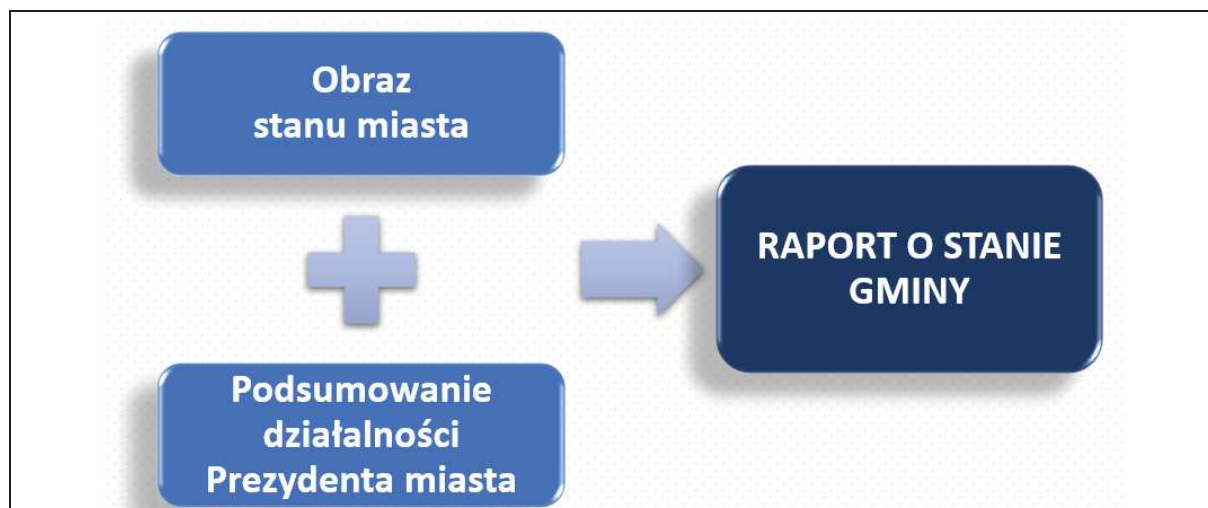 Obraz
stanu miasta
RAPORT O STANIE
GMINY
Podsumowanie
działalności
Prezydenta miasta